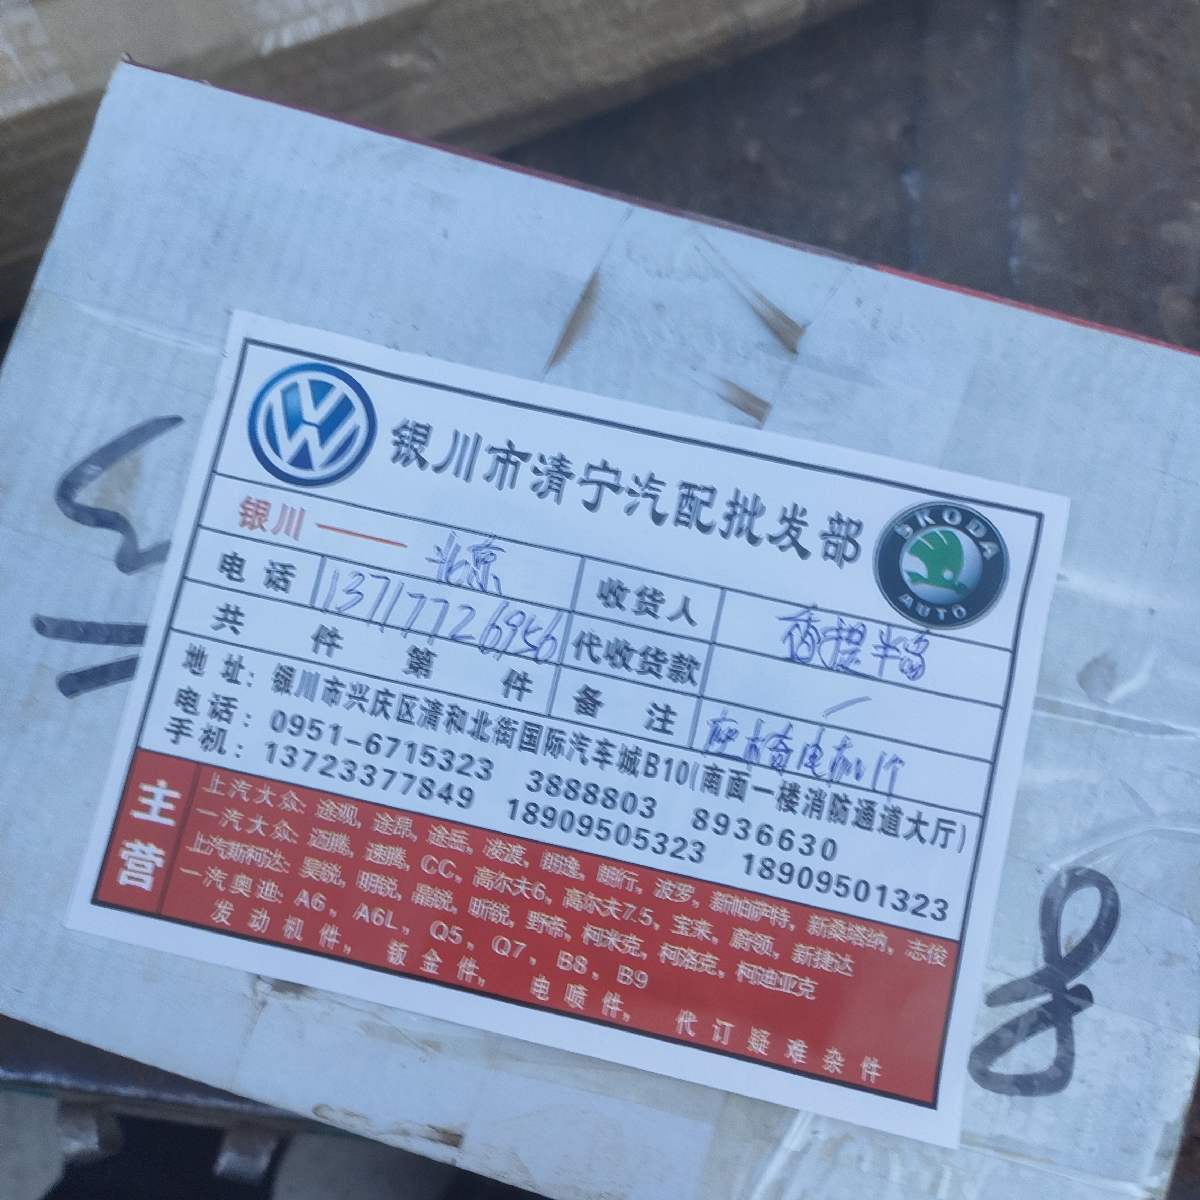 银川市清宁汽配批发部
SKODA
AUTO
银川——北京 收货人 香提半岛
电话 13717726956 代收货款 /
共 件 第 件 备注
地址：银川市兴庆区清和北街国际汽车城B10(南面一楼消防通道大厅)
电话：0951-6715323 3888803 8936630
手机：13723377849 18909505323 18909501323
主营
上汽大众: 途观, 途昂, 途岳, 凌渡, 朗逸, 朗行, 波罗, 新帕萨特, 新桑塔纳, 志俊
一汽大众: 迈腾, 速腾, CC, 高尔夫6, 高尔夫7.5, 宝来, 蔚领, 新捷达
上汽斯柯达: 昊锐, 明锐, 晶锐, 昕锐, 野帝, 柯米克, 柯洛克, 柯迪亚克
一汽奥迪: A6、A6L、Q5、Q7、B8、B9
发动机件, 钣金件, 电喷件, 代订疑难杂件